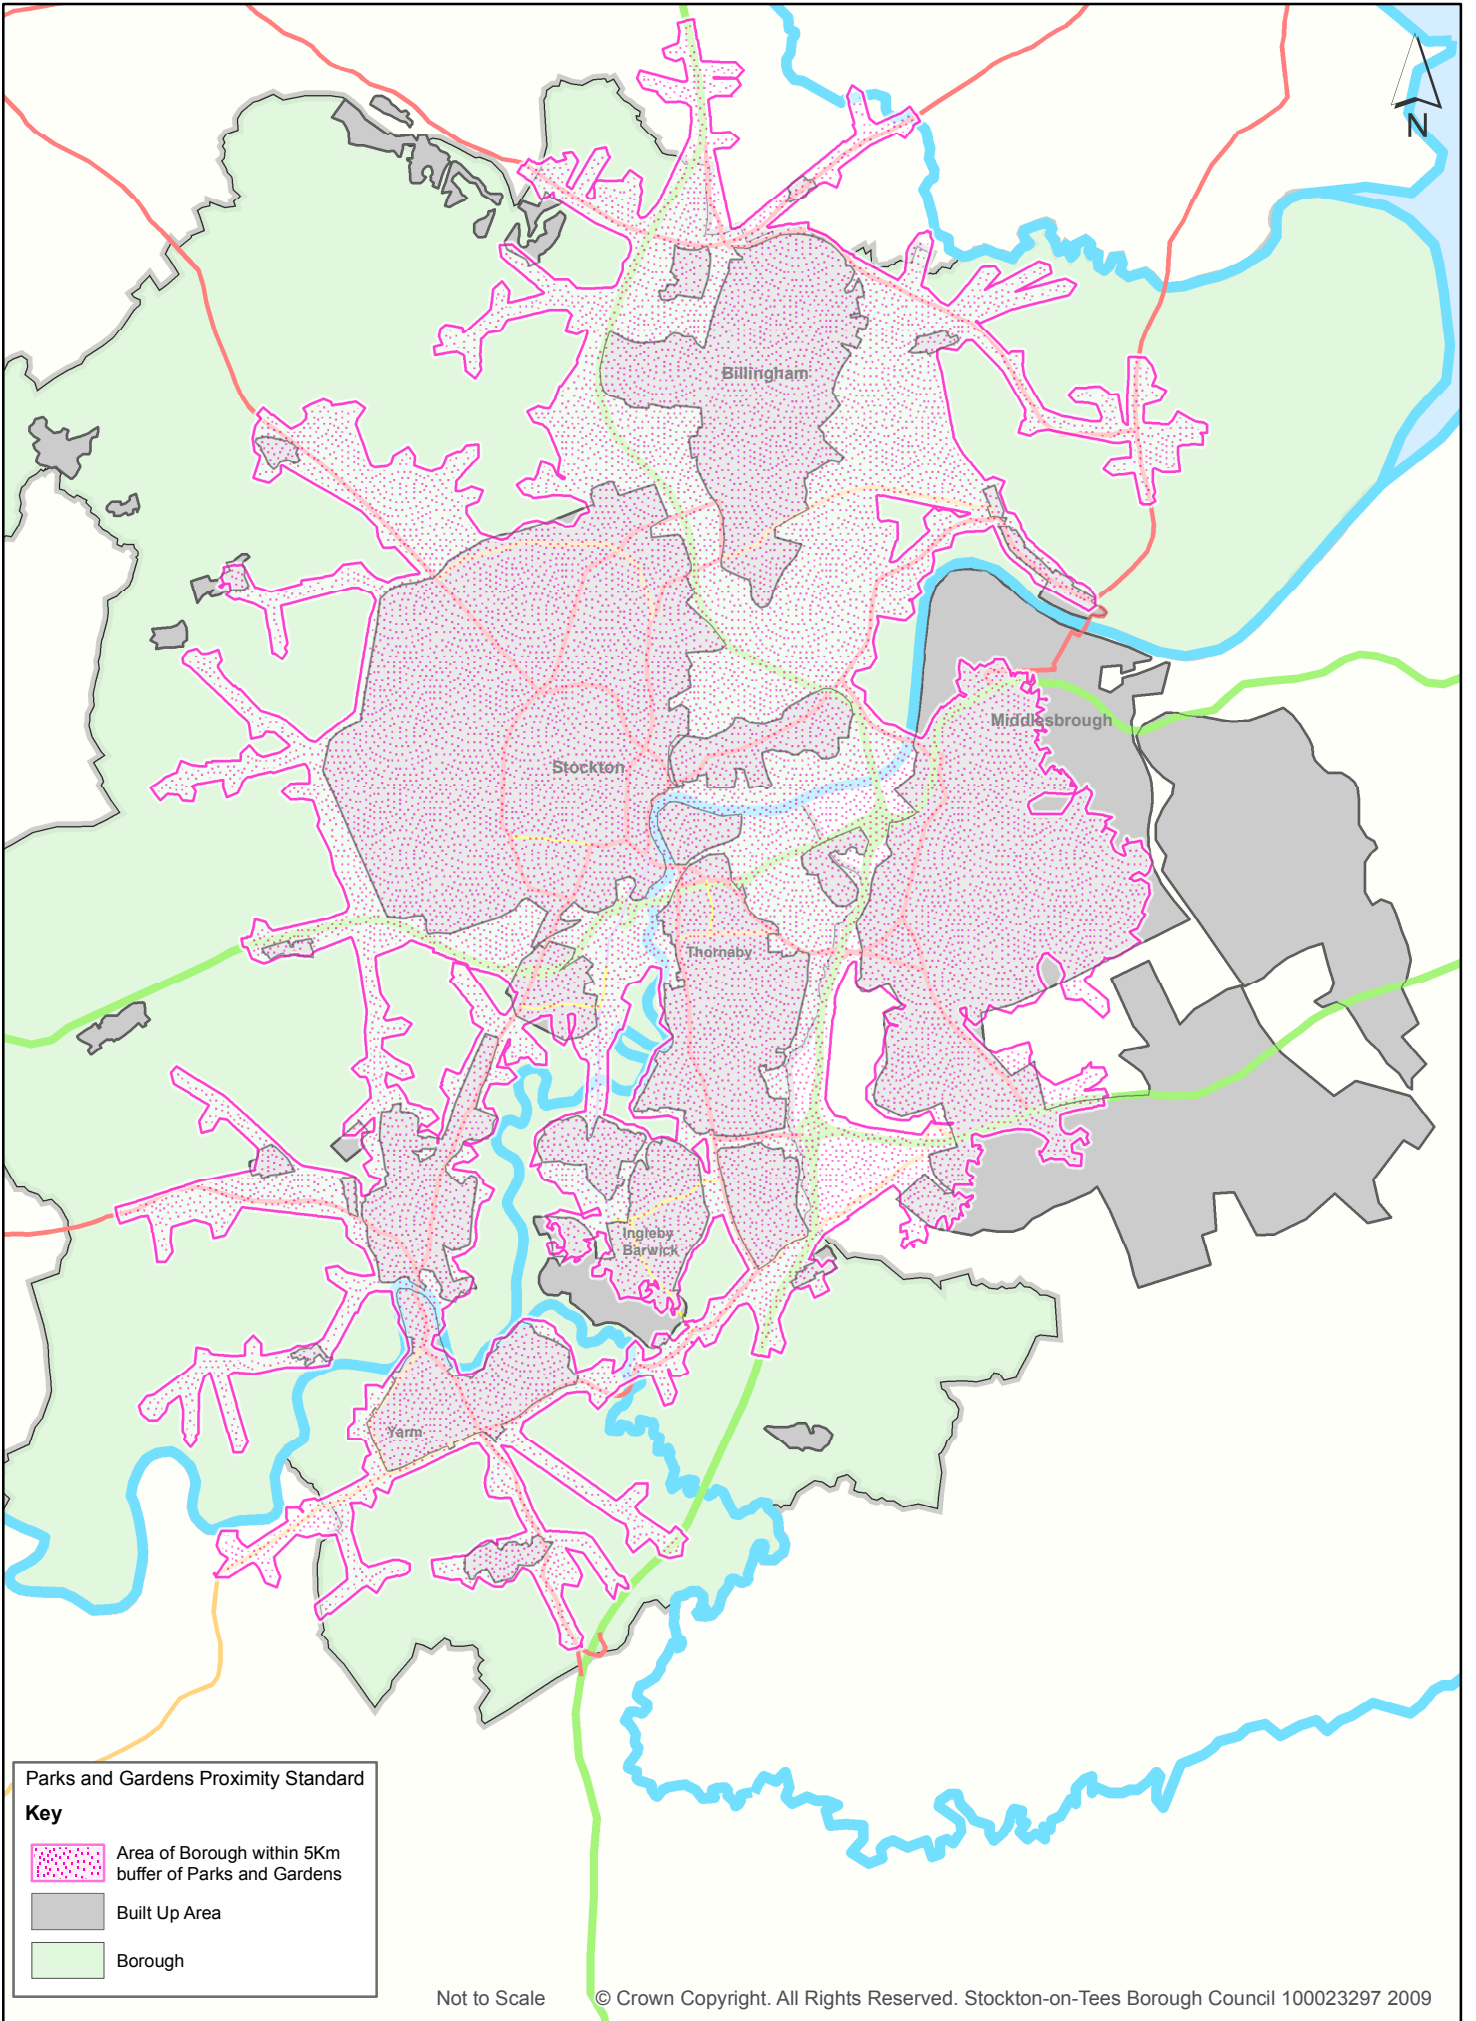 N
Billingham
Middlesbrough
Stockton
Thornaby
Ingleby
Barwick
Yarm
Parks and Gardens Proximity Standard
Key
Area of Borough within 5Km
buffer of Parks and Gardens
Built Up Area
Borough
Not to Scale
© Crown Copyright. All Rights Reserved. Stockton-on-Tees Borough Council 100023297 2009